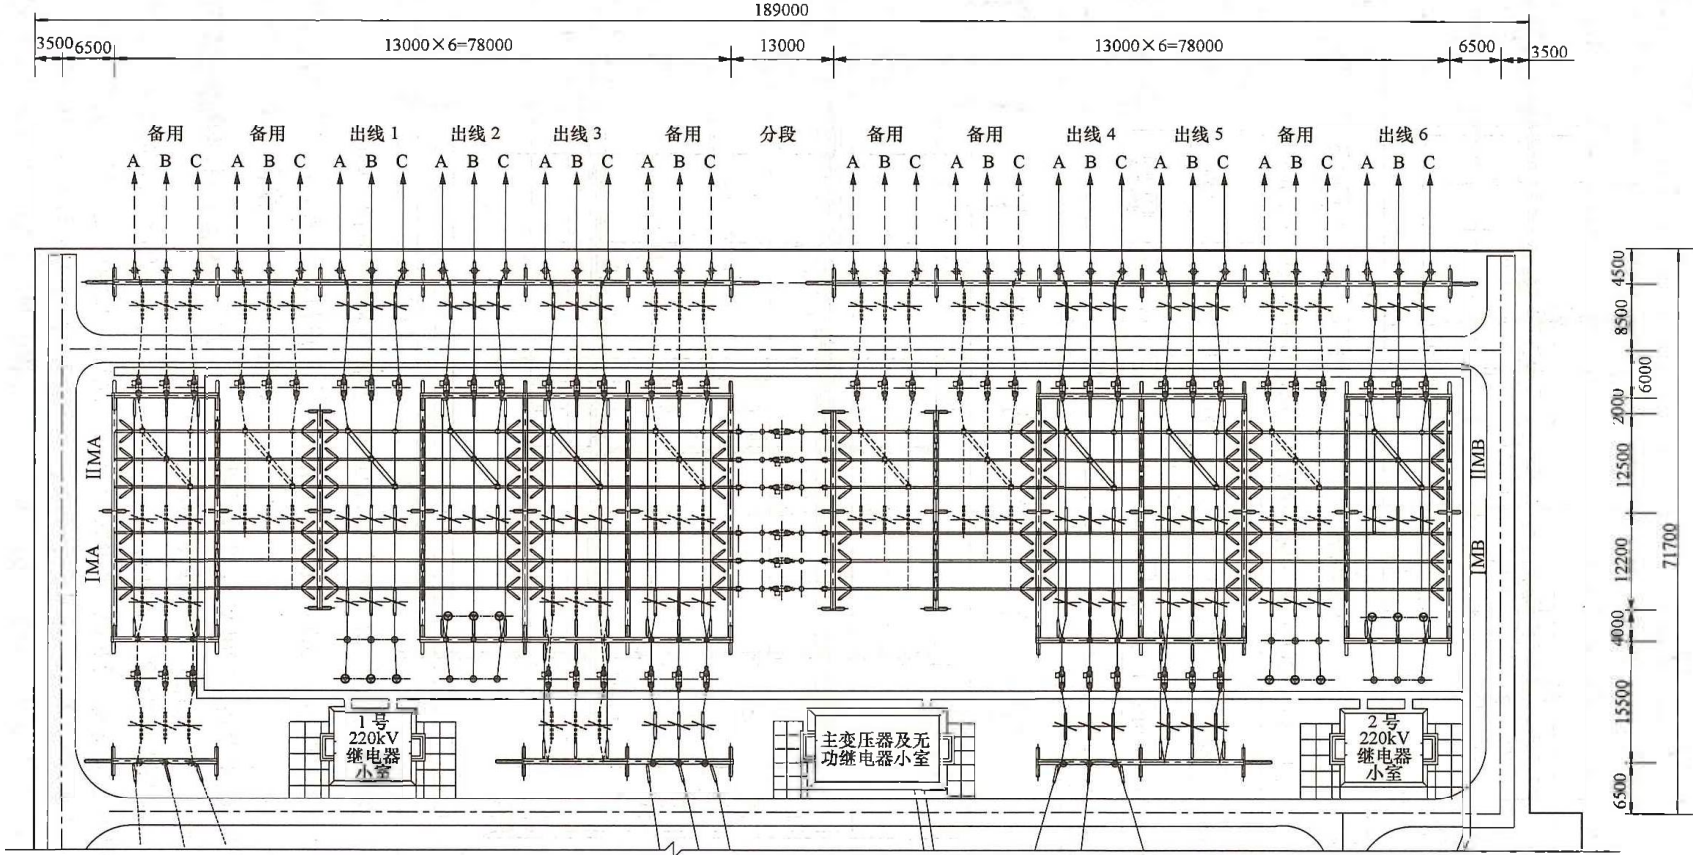 189000
3500 6500 13000×6=78000 13000 13000×6=78000 6500 3500
备用 备用 出线1 出线2 出线3 备用 分段 备用 备用 出线4 出线5 备用 出线6
A B C A B C A B C A B C A B C A B C A B C A B C A B C A B C A B C A B C
4500
8500
6000
2000
12500
12200
4000
15500
6500
71700
IIMA
IMA
IIMB
IMB
1号
220kV
继电器
小室
主变压器及无
功继电器小室
2号
220kV
继电器
小室